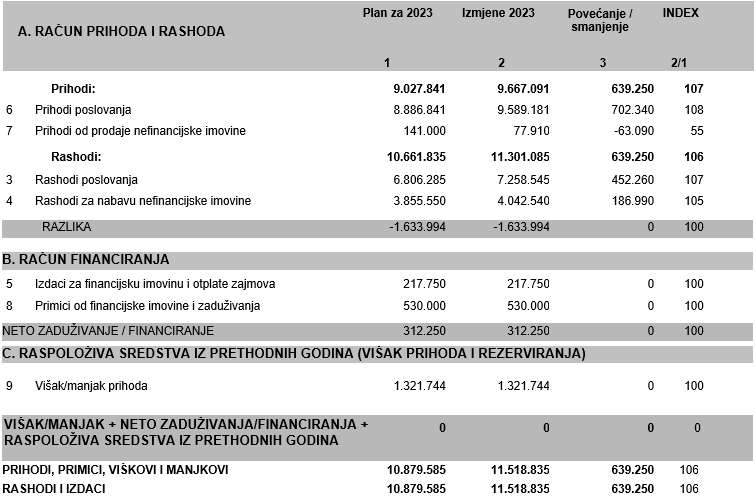 A. RAČUN PRIHODA I RASHODA Plan za 2023 Izmjene 2023 Povećanje / smanjenje INDEX
1 2 3 2/1
Prihodi: 9.027.841 9.667.091 639.250 107
6 Prihodi poslovanja 8.886.841 9.589.181 702.340 108
7 Prihodi od prodaje nefinancijske imovine 141.000 77.910 -63.090 55
Rashodi: 10.661.835 11.301.085 639.250 106
3 Rashodi poslovanja 6.806.285 7.258.545 452.260 107
4 Rashodi za nabavu nefinancijske imovine 3.855.550 4.042.540 186.990 105
RAZLIKA -1.633.994 -1.633.994 0 100
B. RAČUN FINANCIRANJA
5 Izdaci za financijsku imovinu i otplate zajmova 217.750 217.750 0 100
8 Primici od financijske imovine i zaduživanja 530.000 530.000 0 100
NETO ZADUŽIVANJE / FINANCIRANJE 312.250 312.250 0 100
C. RASPOLOŽIVA SREDSTVA IZ PRETHODNIH GODINA (VIŠAK PRIHODA I REZERVIRANJA)
9 Višak/manjak prihoda 1.321.744 1.321.744 0 100
VIŠAK/MANJAK + NETO ZADUŽIVANJA/FINANCIRANJA + 0 0 0 0
RASPOLOŽIVA SREDSTVA IZ PRETHODNIH GODINA
PRIHODI, PRIMICI, VIŠKOVI I MANJKOVI 10.879.585 11.518.835 639.250 106
RASHODI I IZDACI 10.879.585 11.518.835 639.250 106